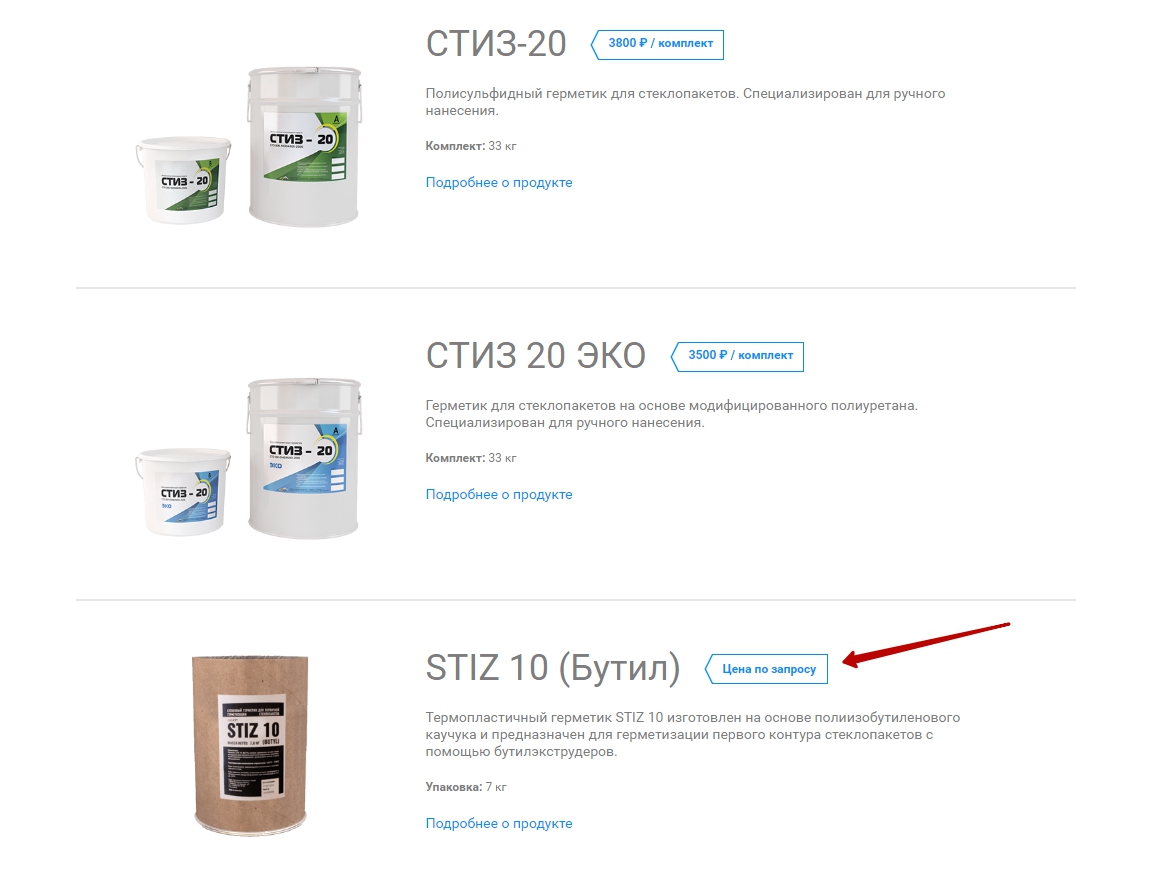 СТИЗ-20
3800 ₽ / комплект
Полисульфидный герметик для стеклопакетов. Специализирован для ручного
нанесения.
Комплект: 33 кг
Подробнее о продукте
А
СТИЗ - 20
СТИЗ - 20
СТИЗ 20 ЭКО
3500 ₽ / комплект
Герметик для стеклопакетов на основе модифицированного полиуретана.
Специализирован для ручного нанесения.
Комплект: 33 кг
Подробнее о продукте
А
СТИЗ - 20
ЭКО
СТИЗ - 20
ЭКО
STIZ 10 (Бутил)
Цена по запросу
Термопластичный герметик STIZ 10 изготовлен на основе полиизобутиленового
каучука и предназначен для герметизации первого контура стеклопакетов с
помощью бутилэкструдеров.
Упаковка: 7 кг
Подробнее о продукте
STIZ 10
(BUTYL)